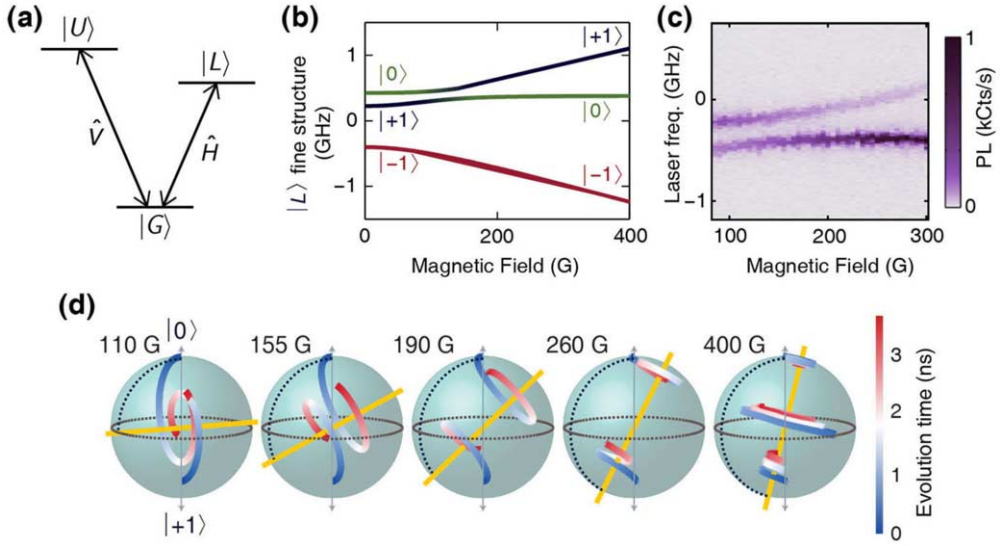 (a)
|U⟩
|L⟩
V̂
Ĥ
|G⟩
(b)
|L⟩ fine structure
(GHz)
1
0
−1
|0⟩
|+1⟩
|−1⟩
|+1⟩
|0⟩
|−1⟩
0
200
400
Magnetic Field (G)
(c)
Laser freq. (GHz)
0
−1
100
200
300
Magnetic Field (G)
1
0
PL (kCts/s)
(d)
|0⟩
|+1⟩
110 G
155 G
190 G
260 G
400 G
3
2
1
0
Evolution time (ns)